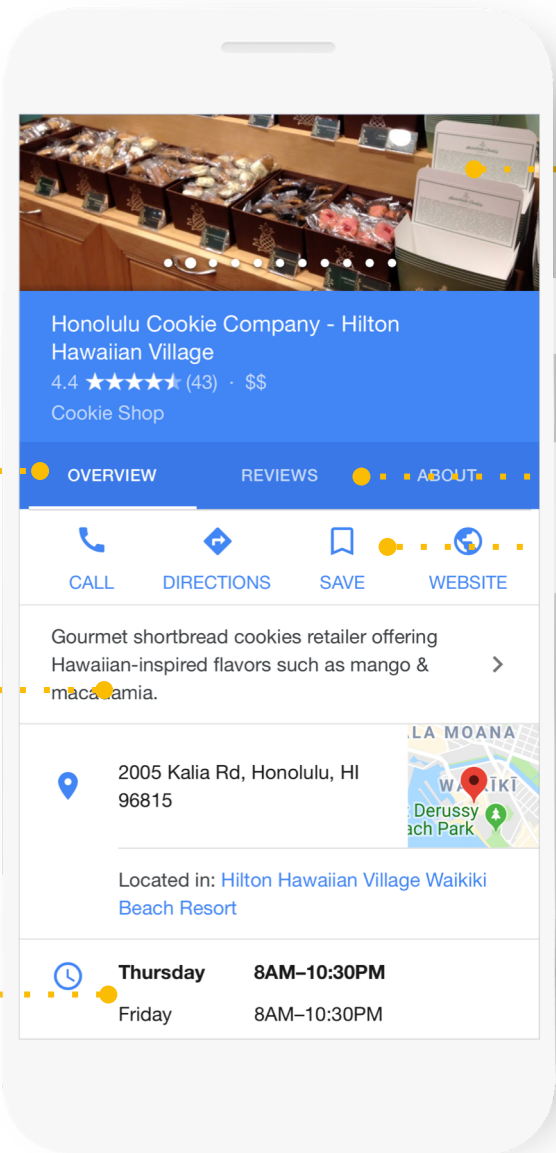 Honolulu Cookie Company - Hilton
Hawaiian Village
4.4 ★★★★★ (43) · $$
Cookie Shop
OVERVIEW REVIEWS ABOUT
CALL DIRECTIONS SAVE WEBSITE
Gourmet shortbread cookies retailer offering
Hawaiian-inspired flavors such as mango &
macadamia.
2005 Kalia Rd, Honolulu, HI
96815
LA MOANA
WAIKĪKĪ
Derussy
ach Park
Located in: Hilton Hawaiian Village Waikiki
Beach Resort
Thursday 8AM–10:30PM
Friday 8AM–10:30PM